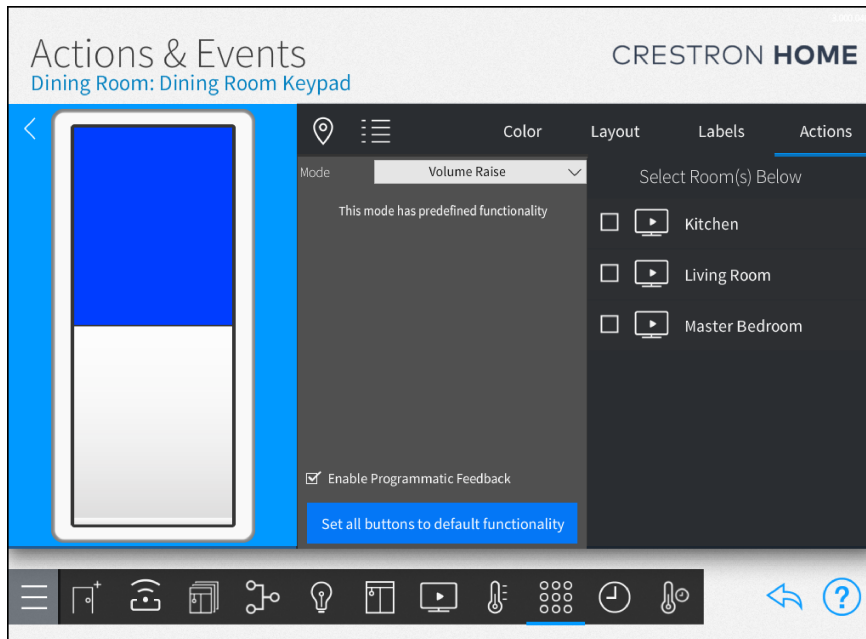 Actions & Events
Dining Room: Dining Room Keypad
CRESTRON HOME
Color
Layout
Labels
Actions
Mode
Volume Raise
This mode has predefined functionality
Select Room(s) Below
Kitchen
Living Room
Master Bedroom
Enable Programmatic Feedback
Set all buttons to default functionality
?